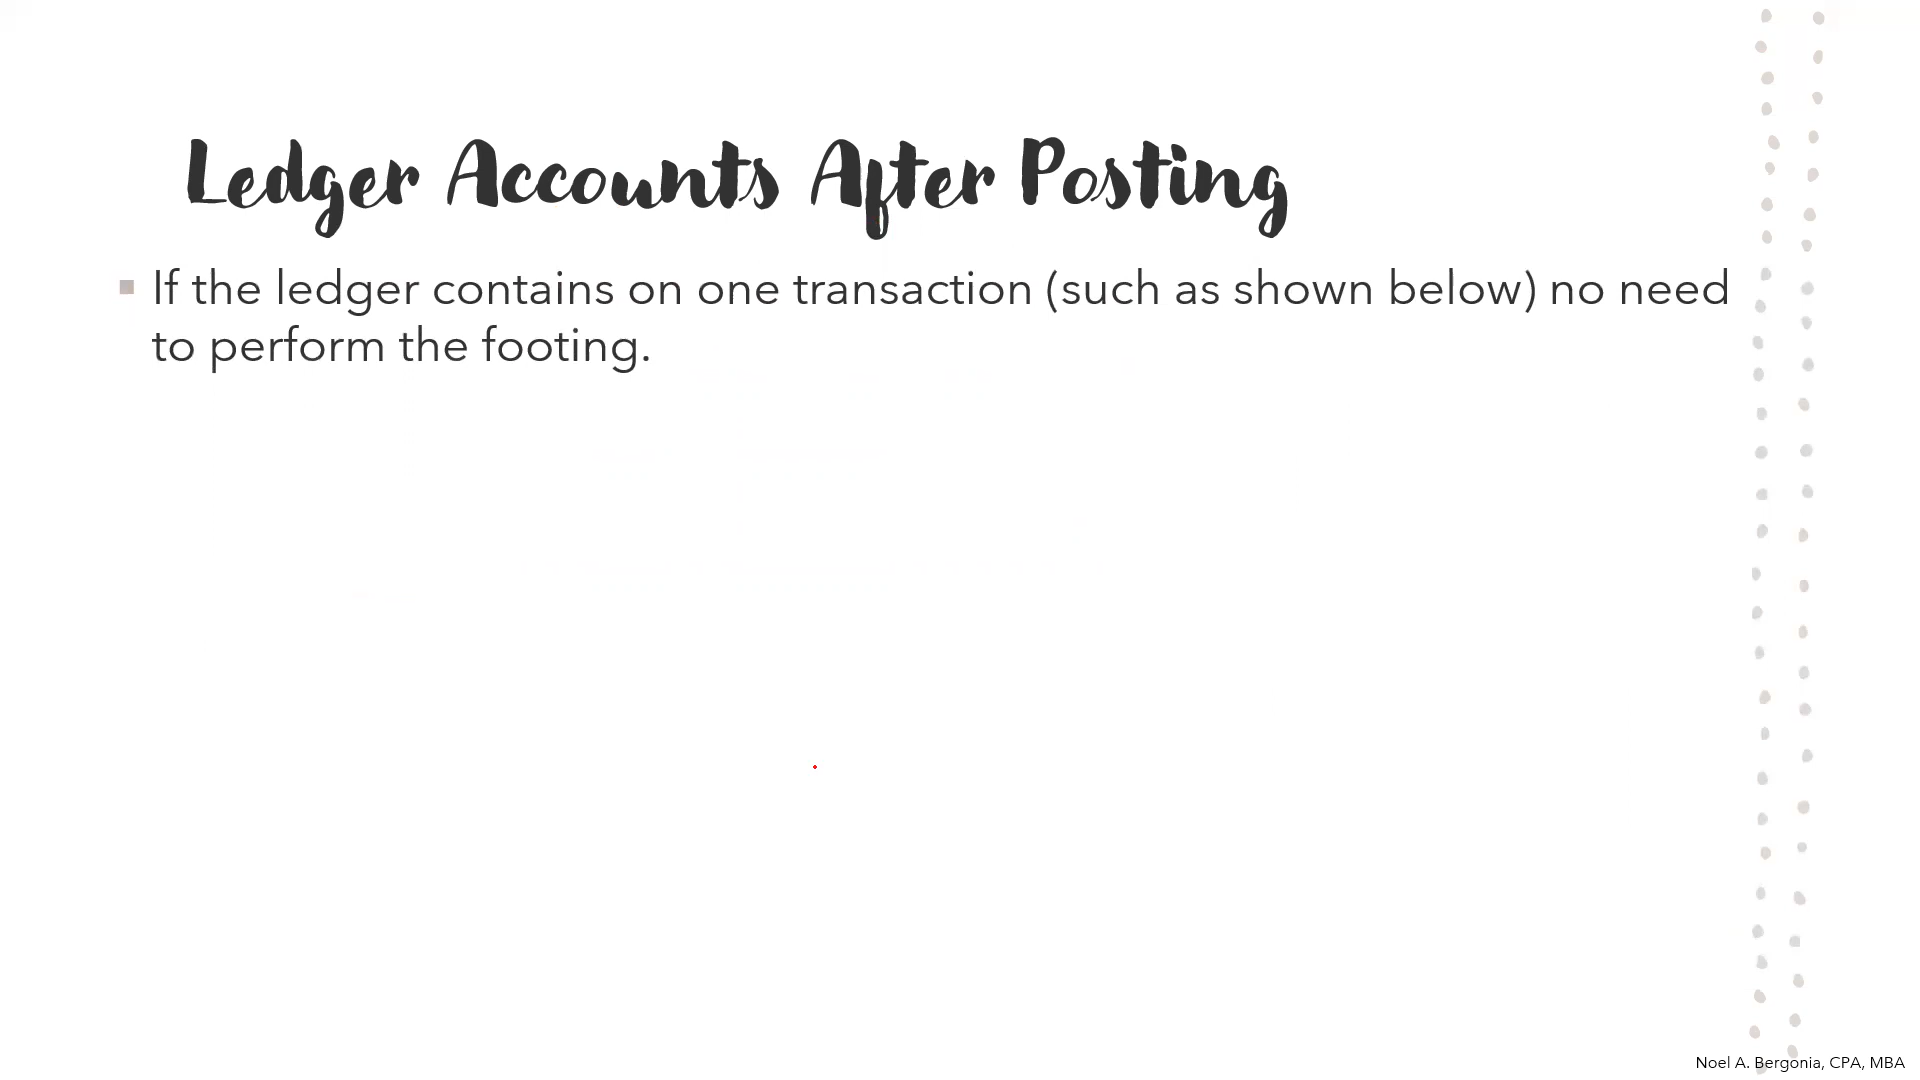 Ledger Accounts After Posting
If the ledger contains on one transaction (such as shown below) no need
to perform the footing.
Noel A. Bergonia, CPA, MBA